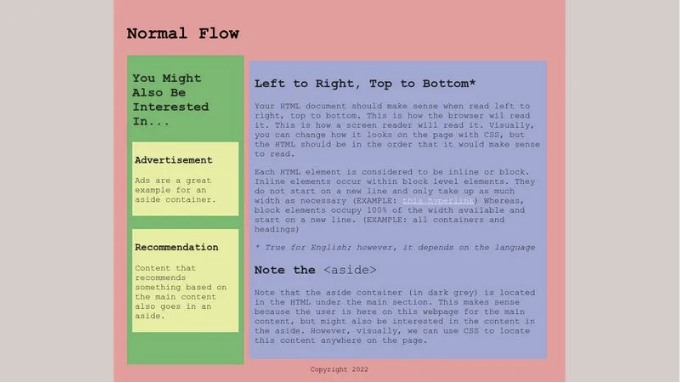 Normal Flow
You Might
Also Be
Interested
In...
Advertisement
Ads are a great
example for an
aside container.
Recommendation
Content that
recommends
something based on
the main content
also goes in an
aside.
Left to Right, Top to Bottom*
Your HTML document should make sense when read left to
right, top to bottom. This is how the browser wil read
it. This is how a screen reader will read it. Visually,
you can change how it looks on the page with CSS, but
the HTML should be in the order that it would make sense
to read.
Each HTML element is considered to be inline or block.
Inline elements occur within block level elements. They
do not start on a new line and only take up as much
width as necessary (EXAMPLE: this hyperlink) Whereas,
block elements occupy 100% of the width available and
start on a new line. (EXAMPLE: all containers and
headings)
* True for English; however, it depends on the language
Note the <aside>
Note that the aside container (in dark grey) is located
in the HTML under the main section. This makes sense
because the user is here on this webpage for the main
content, but might also be interested in the content in
the aside. However, visually, we can use CSS to locate
this content anywhere on the page.
Copyright 2022